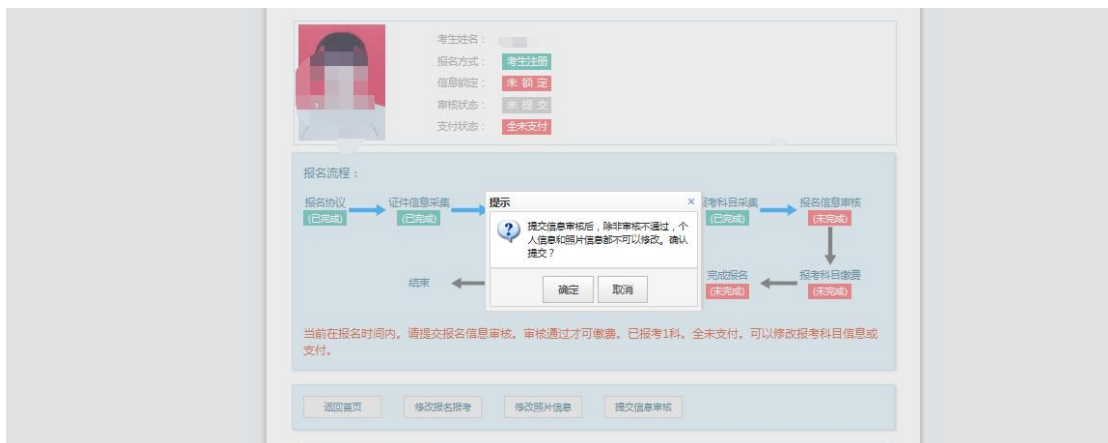 考生姓名：
报名方式： 考生注册
信息锁定： 未 锁 定
审核状态： 未 提 交
支付状态： 全未支付
报名流程：
报名协议 证件信息采集 报考科目采集 报名信息审核
(已完成) (已完成) (已完成) (未完成)
提示 ×
提交信息审核后，除非审核不通过，个
人信息和照片信息都不可以修改。确认
提交？
确定 取消
结束 完成报名 报考科目缴费
(未完成) (未完成)
当前在报名时间内。请提交报名信息审核。审核通过才可缴费。已报考1科。全未支付。可以修改报考科目信息或
支付。
返回首页 修改报名报考 修改照片信息 提交信息审核